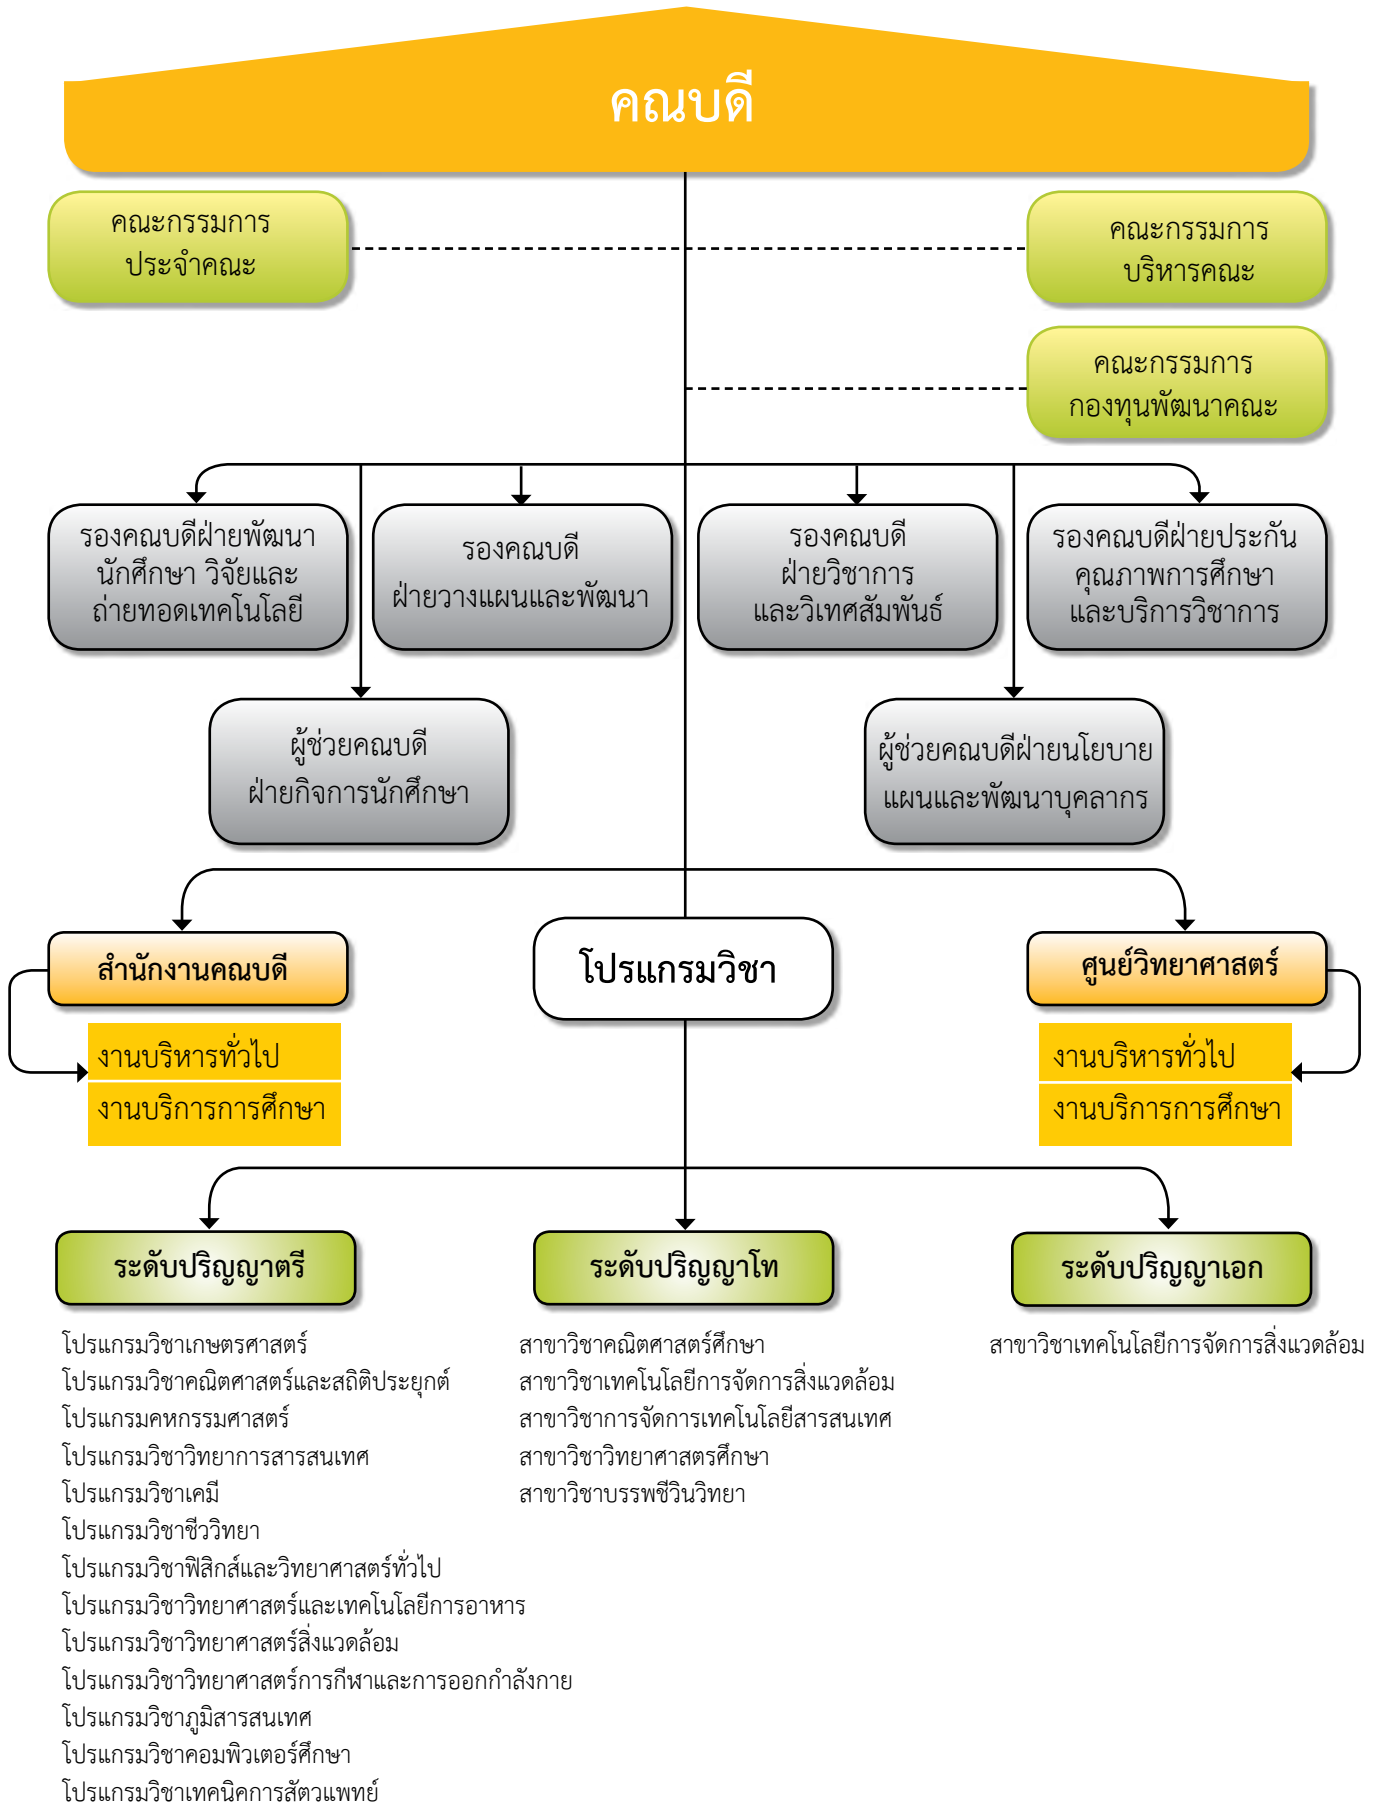 คณบดี
คณะกรรมการ
ประจำคณะ
คณะกรรมการ
บริหารคณะ
คณะกรรมการ
กองทุนพัฒนาคณะ
รองคณบดีฝ่ายพัฒนา
นักศึกษา วิจัยและ
ถ่ายทอดเทคโนโลยี
รองคณบดี
ฝ่ายวางแผนและพัฒนา
รองคณบดี
ฝ่ายวิชาการ
และวิเทศสัมพันธ์
รองคณบดีฝ่ายประกัน
คุณภาพการศึกษา
และบริการวิชาการ
ผู้ช่วยคณบดี
ฝ่ายกิจการนักศึกษา
ผู้ช่วยคณบดีฝ่ายนโยบาย
แผนและพัฒนาบุคลากร
สำนักงานคณบดี
งานบริหารทั่วไป
งานบริการการศึกษา
โปรแกรมวิชา
ศูนย์วิทยาศาสตร์
งานบริหารทั่วไป
งานบริการการศึกษา
ระดับปริญญาตรี
โปรแกรมวิชาเกษตรศาสตร์
โปรแกรมวิชาคณิตศาสตร์และสถิติประยุกต์
โปรแกรมคหกรรมศาสตร์
โปรแกรมวิชาวิทยาการสารสนเทศ
โปรแกรมวิชาเคมี
โปรแกรมวิชาชีววิทยา
โปรแกรมวิชาฟิสิกส์และวิทยาศาสตร์ทั่วไป
โปรแกรมวิชาวิทยาศาสตร์และเทคโนโลยีการอาหาร
โปรแกรมวิชาวิทยาศาสตร์สิ่งแวดล้อม
โปรแกรมวิชาวิทยาศาสตร์การกีฬาและการออกกำลังกาย
โปรแกรมวิชาภูมิสารสนเทศ
โปรแกรมวิชาคอมพิวเตอร์ศึกษา
โปรแกรมวิชาเทคนิคการสัตวแพทย์
ระดับปริญญาโท
สาขาวิชาคณิตศาสตร์ศึกษา
สาขาวิชาเทคโนโลยีการจัดการสิ่งแวดล้อม
สาขาวิชาการจัดการเทคโนโลยีสารสนเทศ
สาขาวิชาวิทยาศาสตรศึกษา
สาขาวิชาบรรพชีวินวิทยา
ระดับปริญญาเอก
สาขาวิชาเทคโนโลยีการจัดการสิ่งแวดล้อม